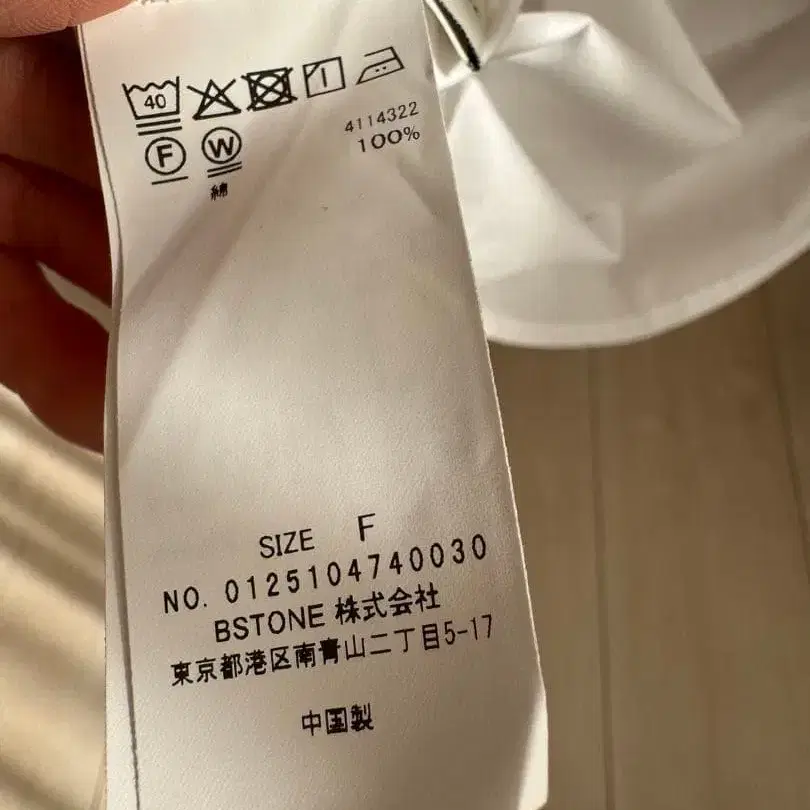 40
F W
4114322
綿 100%
SIZE F
NO. 0125104740030
BSTONE 株式会社
東京都港区南青山二丁目5-17
中国製